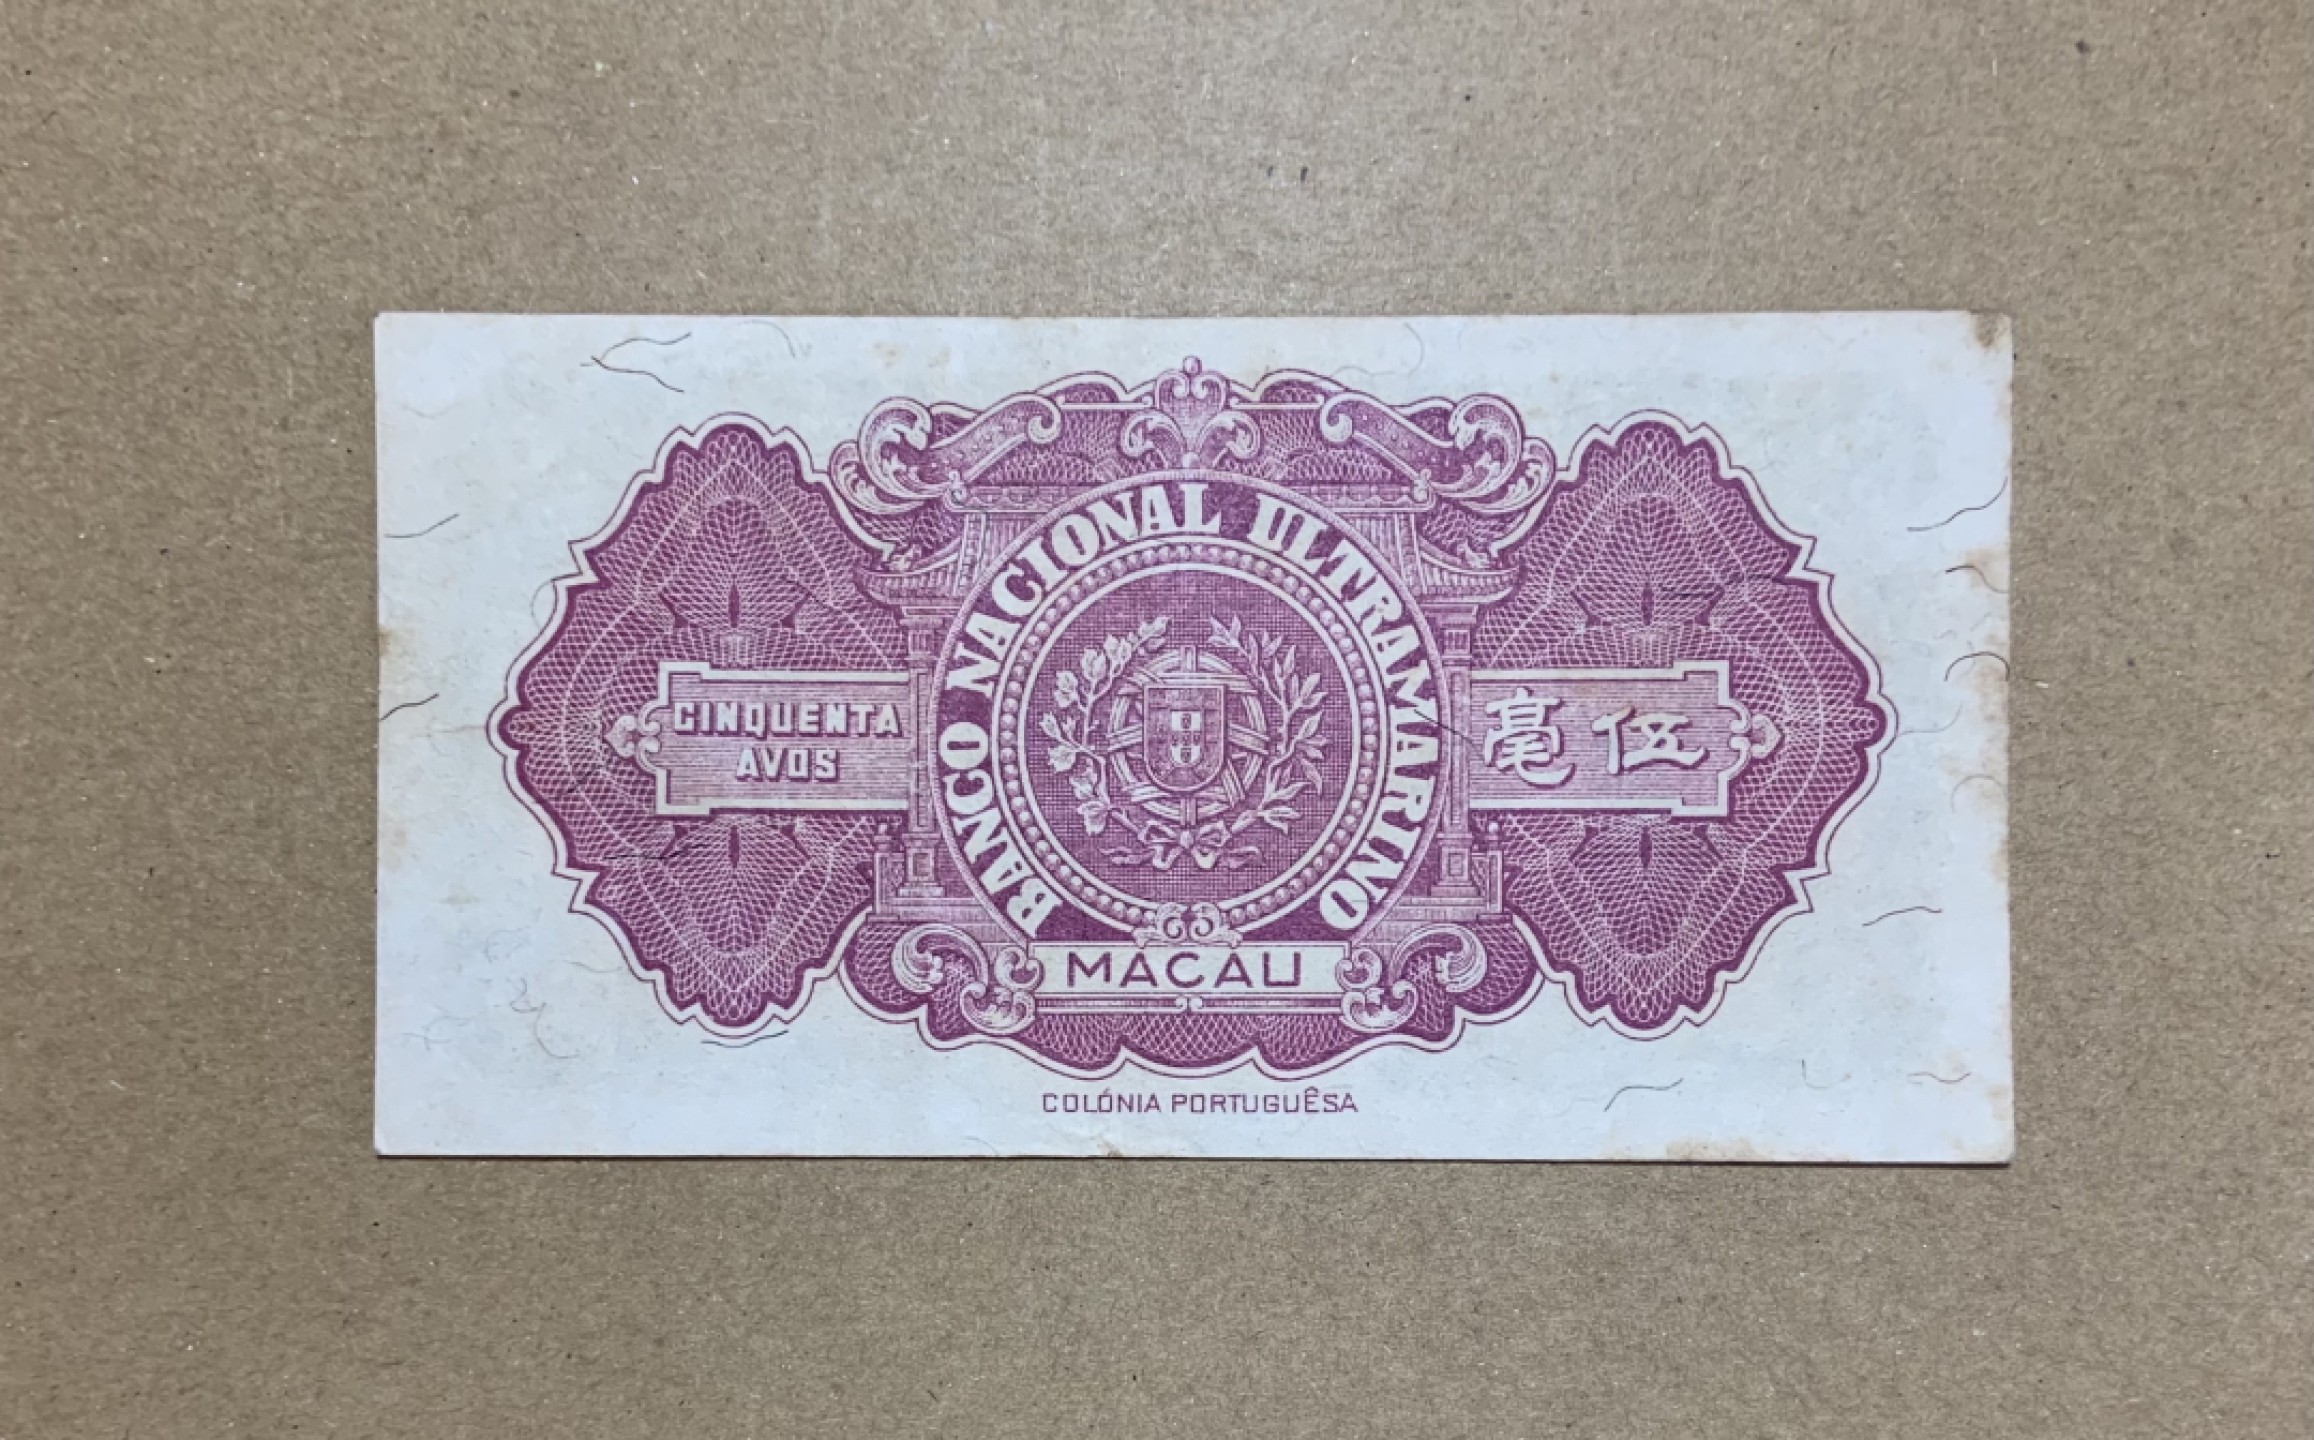 BANCO NACIONAL ULTRAMARINO
CINQUENTA
AVOS
毫伍
MACAU
COLÓNIA PORTUGUÊSA